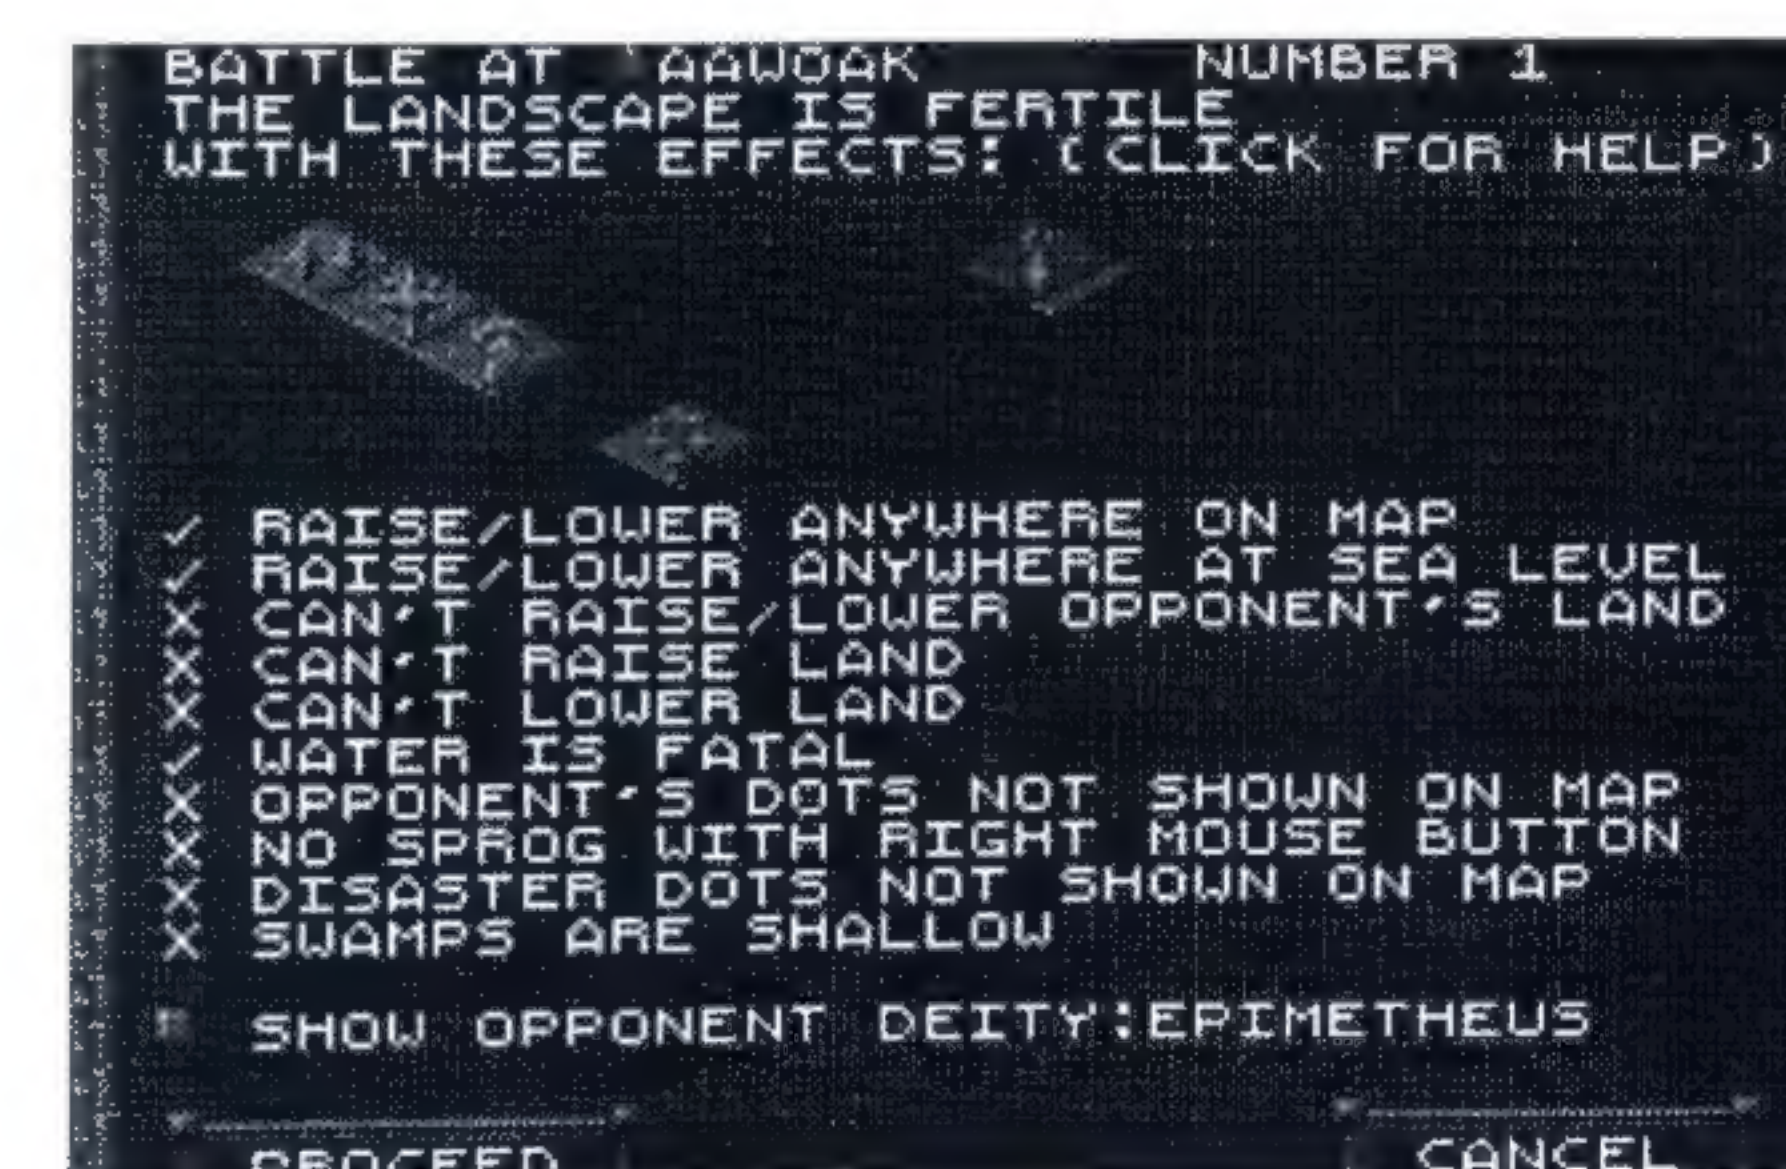 BATTLE AT AAWOAK NUMBER 1
THE LANDSCAPE IS FERTILE
WITH THESE EFFECTS: (CLICK FOR HELP)
✓ RAISE/LOWER ANYWHERE ON MAP
✓ RAISE/LOWER ANYWHERE AT SEA LEVEL
X CAN'T RAISE/LOWER OPPONENT'S LAND
X CAN'T RAISE LAND
X CAN'T LOWER LAND
✓ WATER IS FATAL
X OPPONENT'S DOTS NOT SHOWN ON MAP
X NO SPROG WITH RIGHT MOUSE BUTTON
X DISASTER DOTS NOT SHOWN ON MAP
X SWAMPS ARE SHALLOW
SHOW OPPONENT DEITY:EPIMETHEUS
PROCEED CANCEL